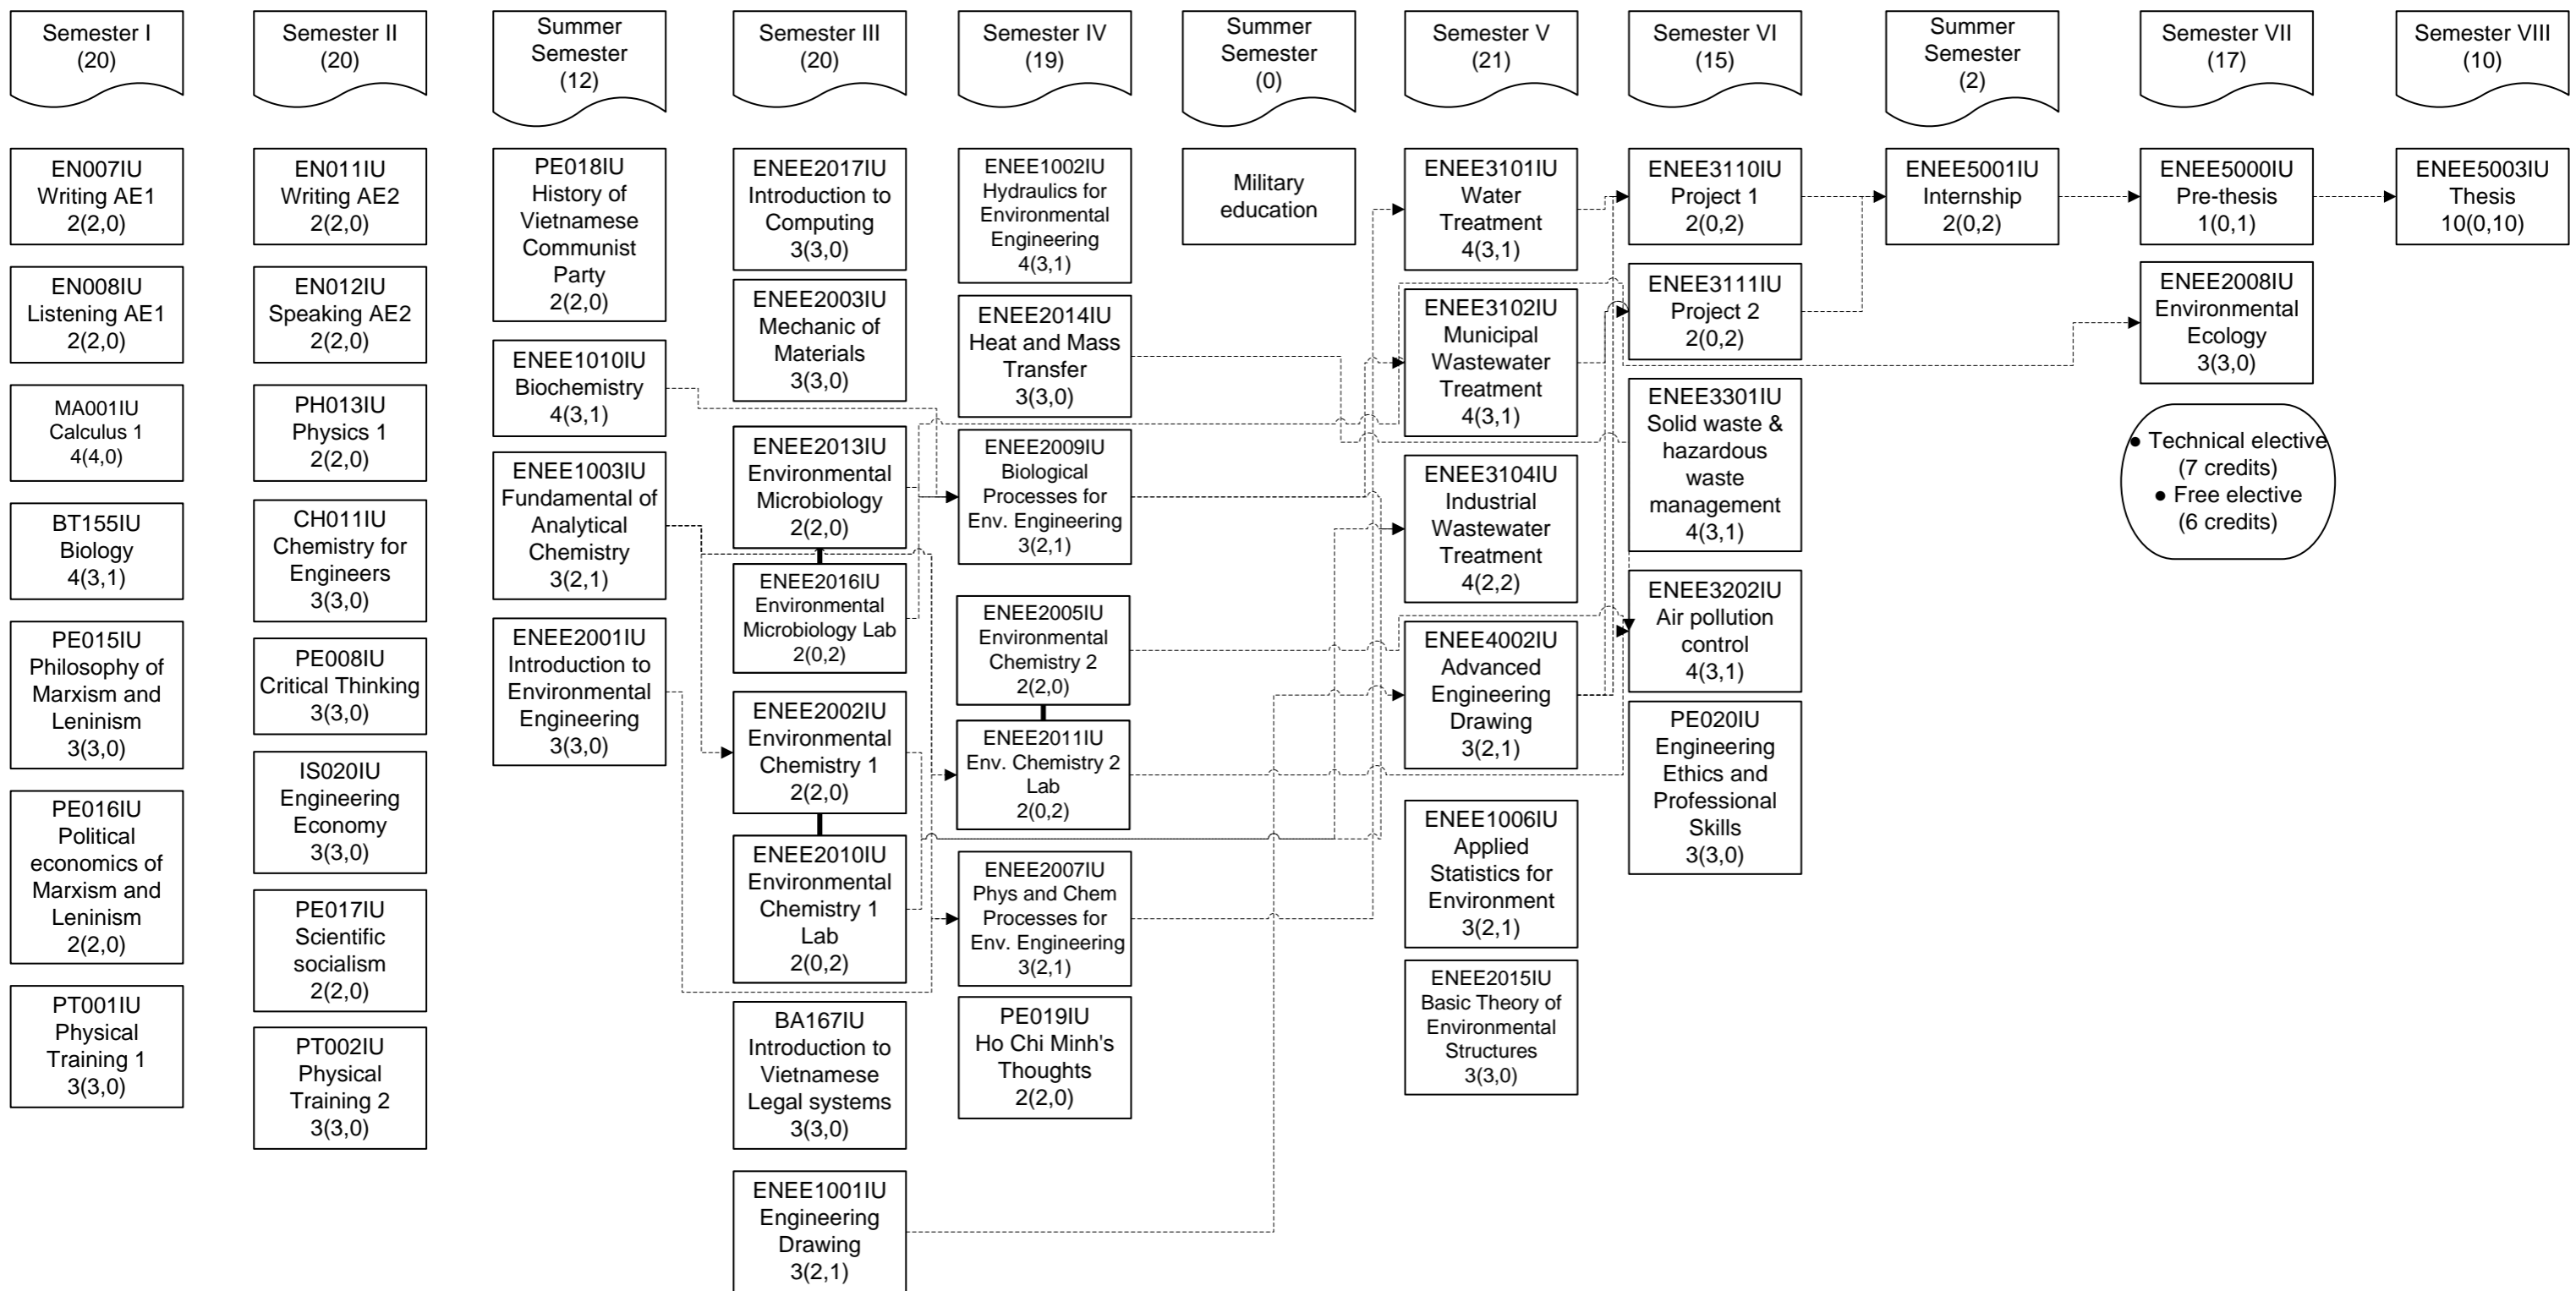 Semester I
(20)
Semester II
(20)
Summer
Semester
(12)
Semester III
(20)
Semester IV
(19)
Summer
Semester
(0)
Semester V
(21)
Semester VI
(15)
Summer
Semester
(2)
Semester VII
(17)
Semester VIII
(10)
EN007IU
Writing AE1
2(2,0)
EN008IU
Listening AE1
2(2,0)
MA001IU
Calculus 1
4(4,0)
BT155IU
Biology
4(3,1)
PE015IU
Philosophy of
Marxism and
Leninism
3(3,0)
PE016IU
Political
economics of
Marxism and
Leninism
2(2,0)
PT001IU
Physical
Training 1
3(3,0)
EN011IU
Writing AE2
2(2,0)
EN012IU
Speaking AE2
2(2,0)
PH013IU
Physics 1
2(2,0)
CH011IU
Chemistry for
Engineers
3(3,0)
PE008IU
Critical Thinking
3(3,0)
IS020IU
Engineering
Economy
3(3,0)
PE017IU
Scientific
socialism
2(2,0)
PT002IU
Physical
Training 2
3(3,0)
PE018IU
History of
Vietnamese
Communist
Party
2(2,0)
ENEE1010IU
Biochemistry
4(3,1)
ENEE1003IU
Fundamental of
Analytical
Chemistry
3(2,1)
ENEE2001IU
Introduction to
Environmental
Engineering
3(3,0)
ENEE2017IU
Introduction to
Computing
3(3,0)
ENEE2003IU
Mechanic of
Materials
3(3,0)
ENEE2013IU
Environmental
Microbiology
2(2,0)
ENEE2016IU
Environmental
Microbiology Lab
2(0,2)
ENEE2002IU
Environmental
Chemistry 1
2(2,0)
ENEE2010IU
Environmental
Chemistry 1
Lab
2(0,2)
BA167IU
Introduction to
Vietnamese
Legal systems
3(3,0)
ENEE1001IU
Engineering
Drawing
3(2,1)
ENEE1002IU
Hydraulics for
Environmental
Engineering
4(3,1)
ENEE2014IU
Heat and Mass
Transfer
3(3,0)
ENEE2009IU
Biological
Processes for
Env. Engineering
3(2,1)
ENEE2005IU
Environmental
Chemistry 2
2(2,0)
ENEE2011IU
Env. Chemistry 2
Lab
2(0,2)
ENEE2007IU
Phys and Chem
Processes for
Env. Engineering
3(2,1)
PE019IU
Ho Chi Minh's
Thoughts
2(2,0)
Military
education
ENEE3101IU
Water
Treatment
4(3,1)
ENEE3102IU
Municipal
Wastewater
Treatment
4(3,1)
ENEE3104IU
Industrial
Wastewater
Treatment
4(2,2)
ENEE4002IU
Advanced
Engineering
Drawing
3(2,1)
ENEE1006IU
Applied
Statistics for
Environment
3(2,1)
ENEE2015IU
Basic Theory of
Environmental
Structures
3(3,0)
ENEE3110IU
Project 1
2(0,2)
ENEE3111IU
Project 2
2(0,2)
ENEE3301IU
Solid waste &
hazardous
waste
management
4(3,1)
ENEE3202IU
Air pollution
control
4(3,1)
PE020IU
Engineering
Ethics and
Professional
Skills
3(3,0)
ENEE5001IU
Internship
2(0,2)
ENEE5000IU
Pre-thesis
1(0,1)
ENEE2008IU
Environmental
Ecology
3(3,0)
● Technical elective
(7 credits)
● Free elective
(6 credits)
ENEE5003IU
Thesis
10(0,10)